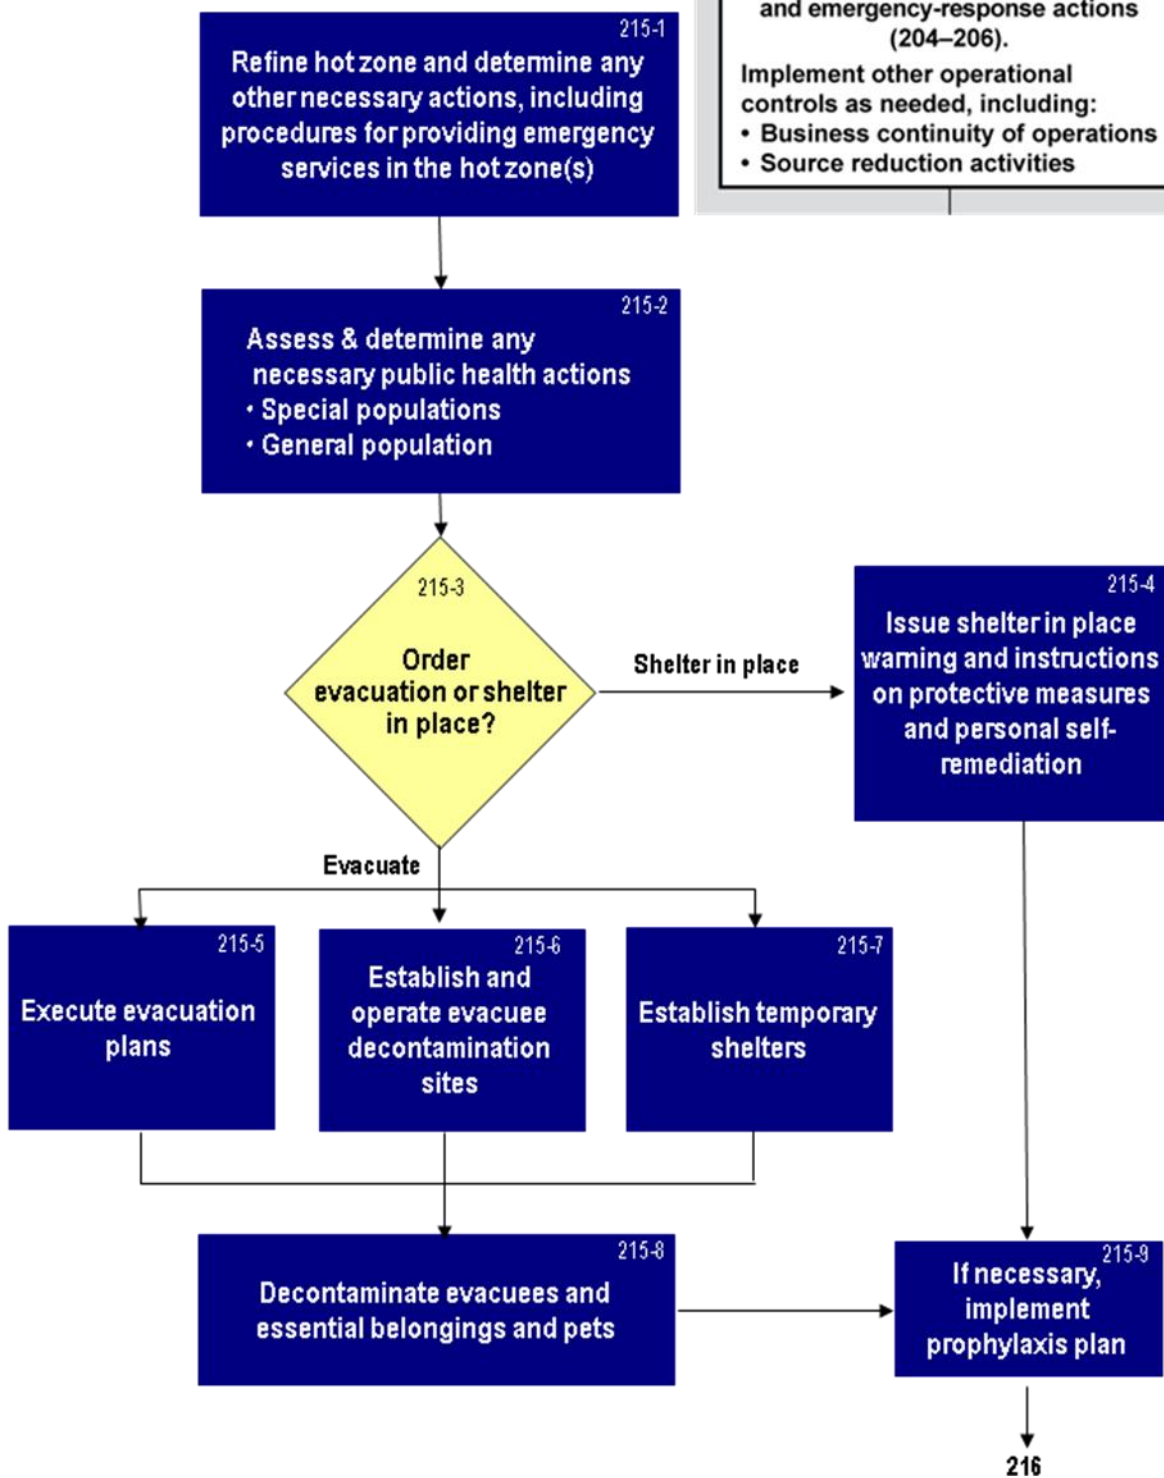 215-1
Refine hot zone and determine any
other necessary actions, including
procedures for providing emergency
services in the hot zone(s)
and emergency-response actions
(204–206).
Implement other operational
controls as needed, including:
• Business continuity of operations
• Source reduction activities
215-2
Assess & determine any
necessary public health actions
• Special populations
• General population
215-3
Order
evacuation or shelter
in place?
Shelter in place
215-4
Issue shelter in place
warning and instructions
on protective measures
and personal self-
remediation
Evacuate
215-5
Execute evacuation
plans
215-6
Establish and
operate evacuee
decontamination
sites
215-7
Establish temporary
shelters
215-8
Decontaminate evacuees and
essential belongings and pets
215-9
If necessary,
implement
prophylaxis plan
216